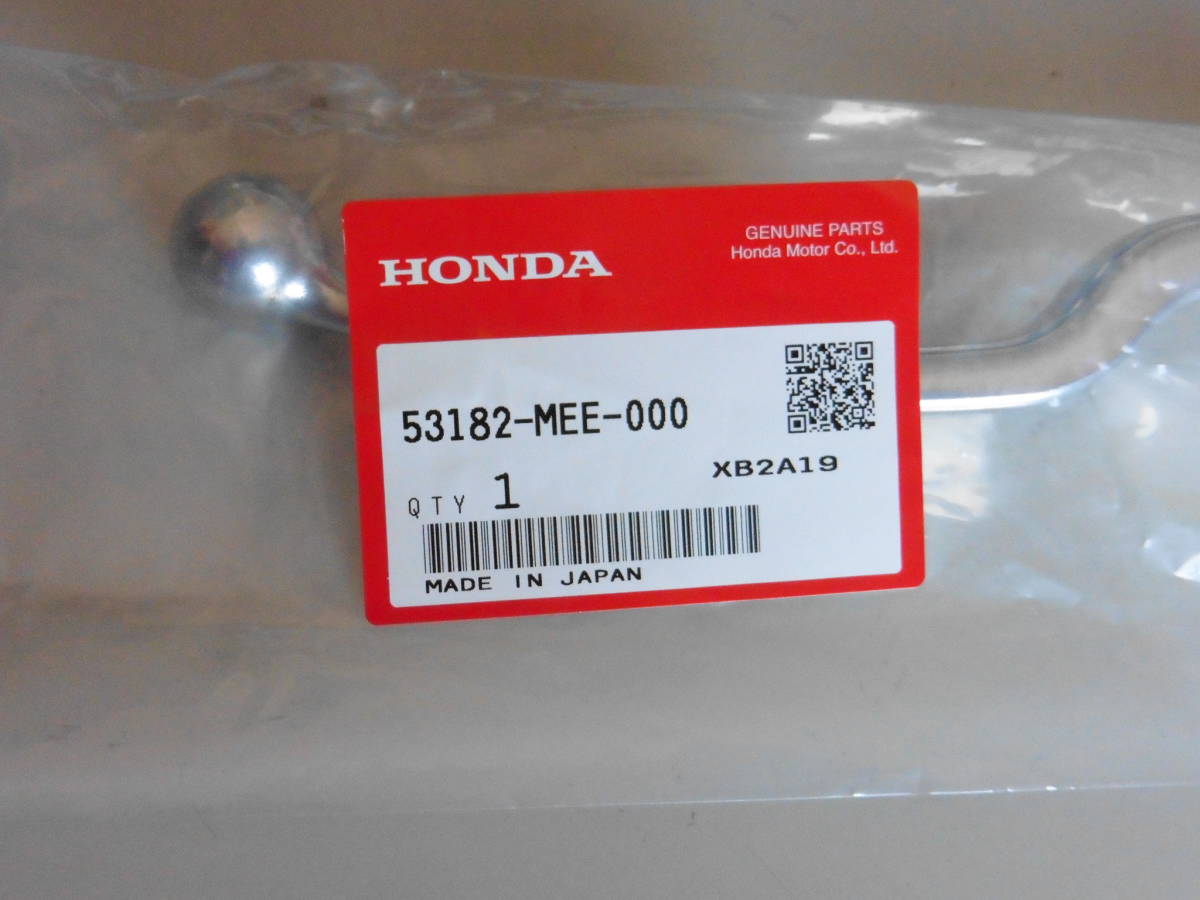 HONDA
GENUINE PARTS
Honda Motor Co., Ltd.
53182-MEE-000
XB2A19
QTY 1
MADE IN JAPAN